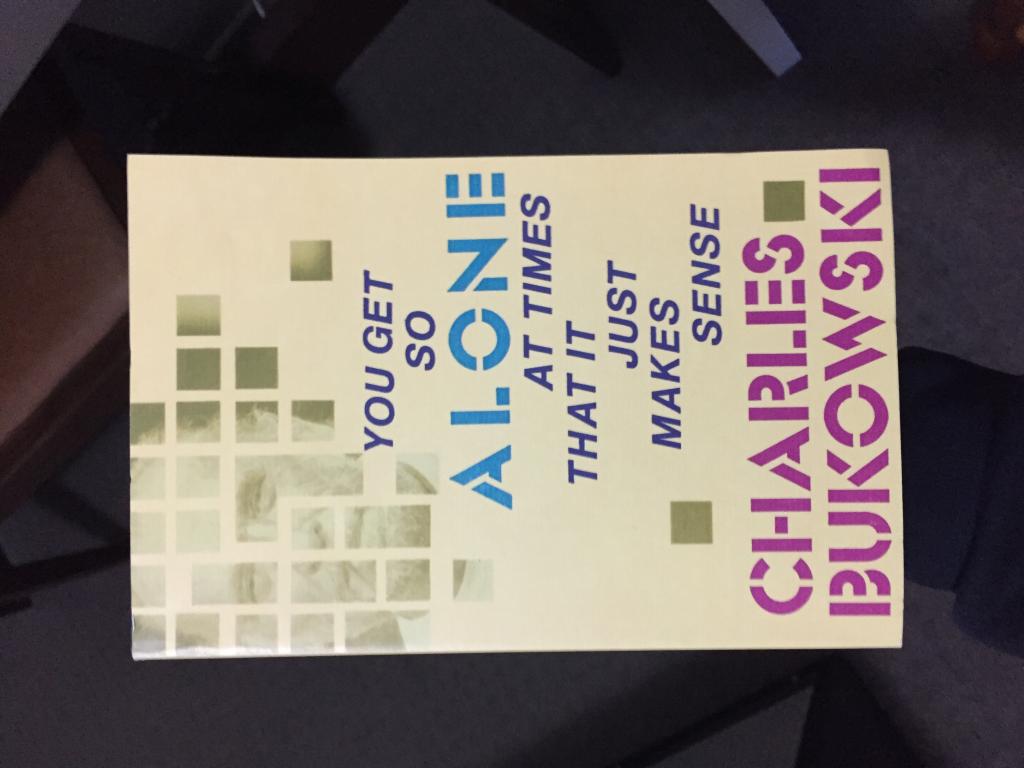 YOU GET
SO
ALONE
AT TIMES
THAT IT
JUST
MAKES
SENSE
CHARLES
BUKOWSKI